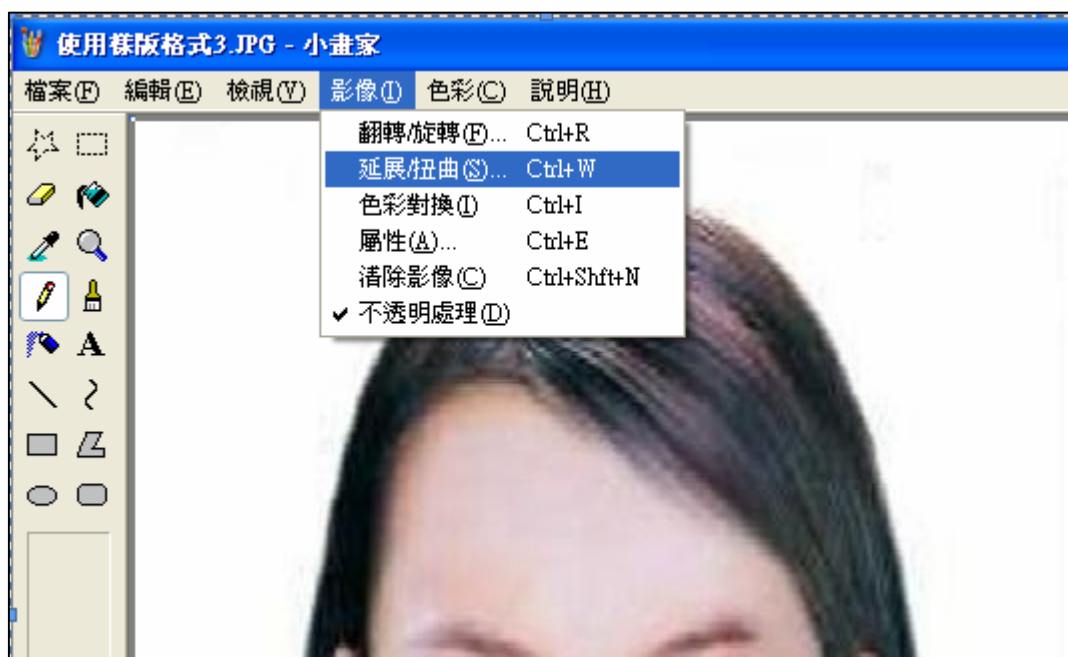 使用樣版格式3.JPG - 小畫家
檔案(F) 編輯(E) 檢視(V) 影像(I) 色彩(C) 說明(H)
翻轉/旋轉(F)... Ctrl+R
延展/扭曲(S)... Ctrl+W
色彩對換(I) Ctrl+I
屬性(A)... Ctrl+E
清除影像(C) Ctrl+Shft+N
✓ 不透明處理(D)
A